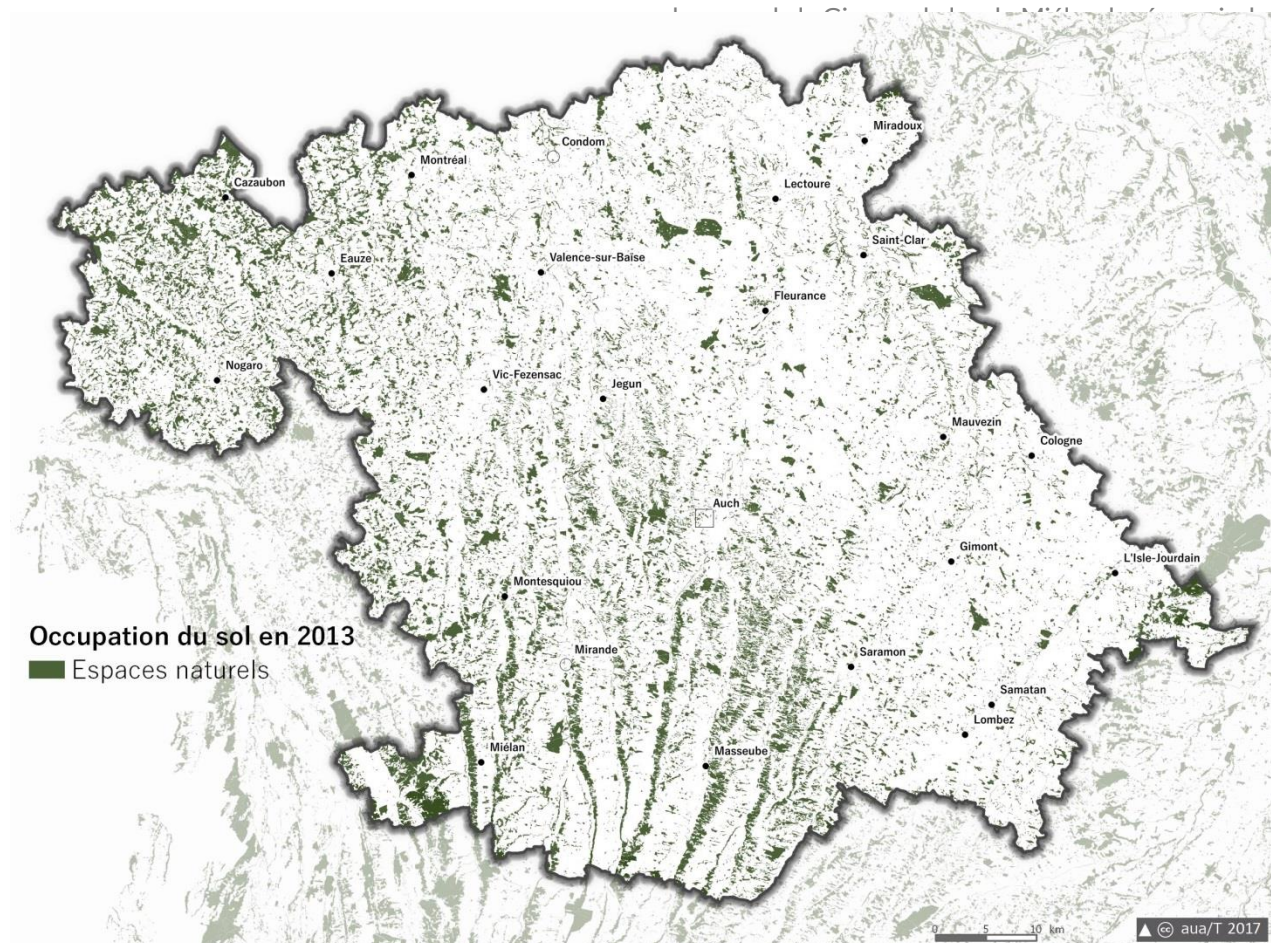 Miradoux
Condom
Montréal
Cazaubon
Lectoure
Saint-Clar
Eauze
Valence-sur-Baïse
Fleurance
Nogaro
Vic-Fezensac
Jegun
Mauvezin
Cologne
Auch
Gimont
L'Isle-Jourdain
Montesquiou
Occupation du sol en 2013
Espaces naturels
Mirande
Saramon
Samatan
Lombez
Miélan
Masseube
0 5 10 km
cc aua/T 2017